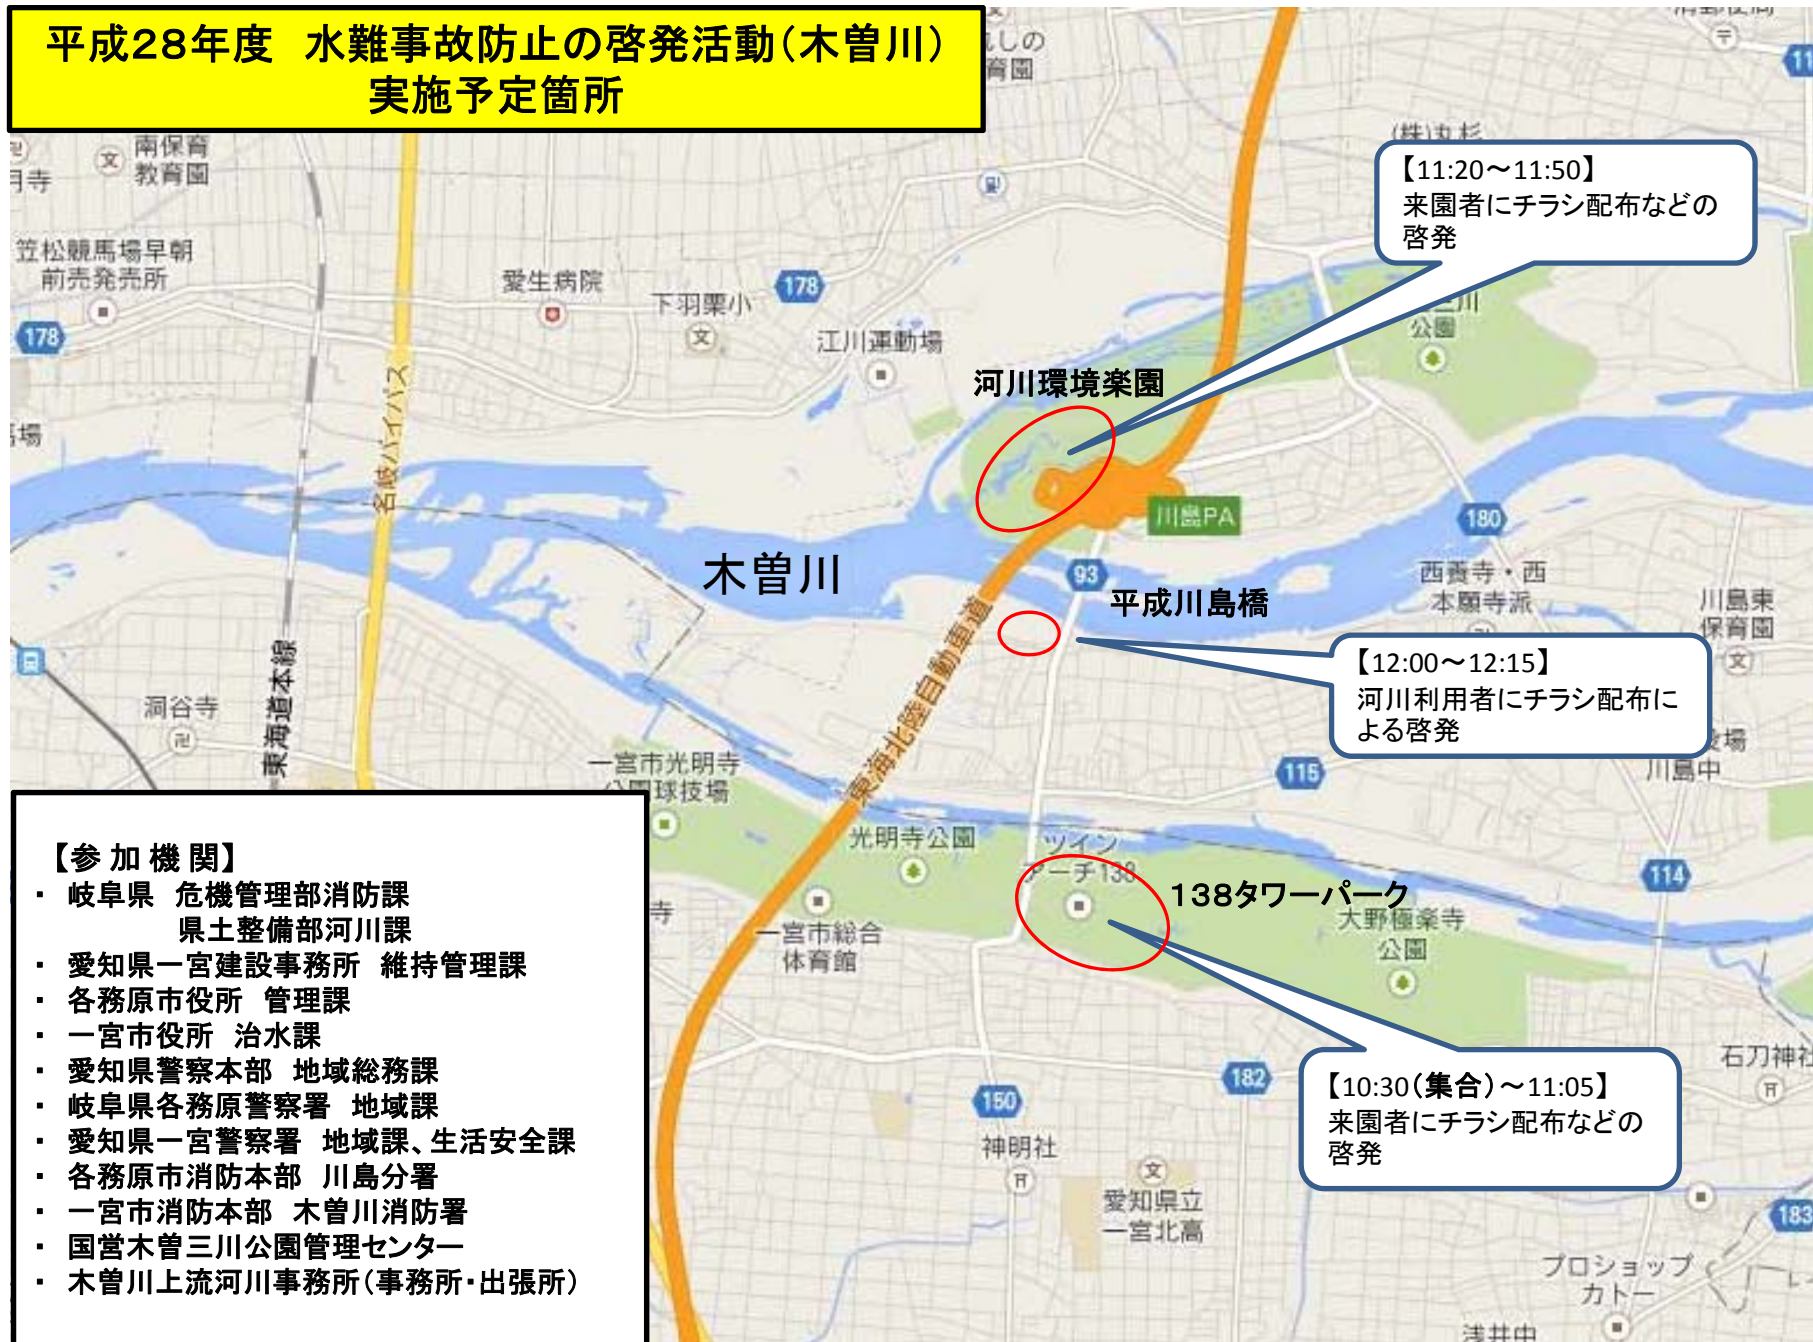 平成28年度　水難事故防止の啓発活動(木曽川)
実施予定箇所
南保育
教育園
月寺
笠松競馬場早朝
前売発売所
178
愛生病院
下羽栗小
178
江川運動場
(株)丸杉
11
【11:20～11:50】
来園者にチラシ配布などの
啓発
公園
河川環境楽園
名岐バイパス
川島PA
木曽川
93
180
平成川島橋
西養寺・西
本願寺派
川島東
保育園
【12:00～12:15】
河川利用者にチラシ配布に
よる啓発
東海道本線
洞谷寺
東海北陸自動車道
一宮市光明寺
公園球技場
115
川島中
光明寺公園
ツイン
アーチ138
138タワーパーク
114
大野極楽寺
公園
一宮市総合
体育館
【10:30(集合)～11:05】
来園者にチラシ配布などの
啓発
石刀神社
182
150
神明社
愛知県立
一宮北高
183
プロショップ
カトー
浅井中
【参 加 機 関】
・ 岐阜県　危機管理部消防課
県土整備部河川課
・ 愛知県一宮建設事務所　維持管理課
・ 各務原市役所　管理課
・ 一宮市役所　治水課
・ 愛知県警察本部　地域総務課
・ 岐阜県各務原警察署　地域課
・ 愛知県一宮警察署　地域課、生活安全課
・ 各務原市消防本部　川島分署
・ 一宮市消防本部　木曽川消防署
・ 国営木曽三川公園管理センター
・ 木曽川上流河川事務所(事務所・出張所)